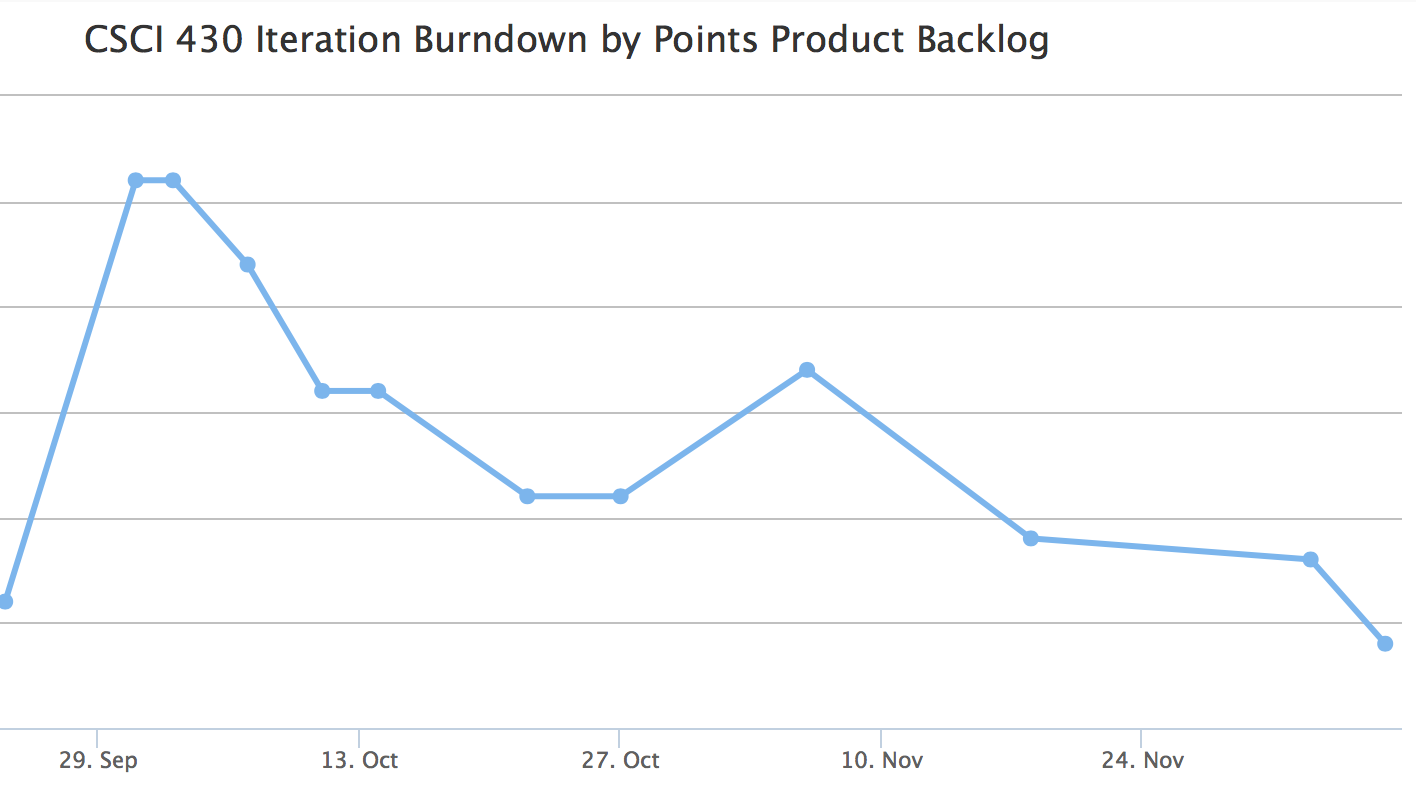 CSCI 430 Iteration Burndown by Points Product Backlog
29. Sep 13. Oct 27. Oct 10. Nov 24. Nov